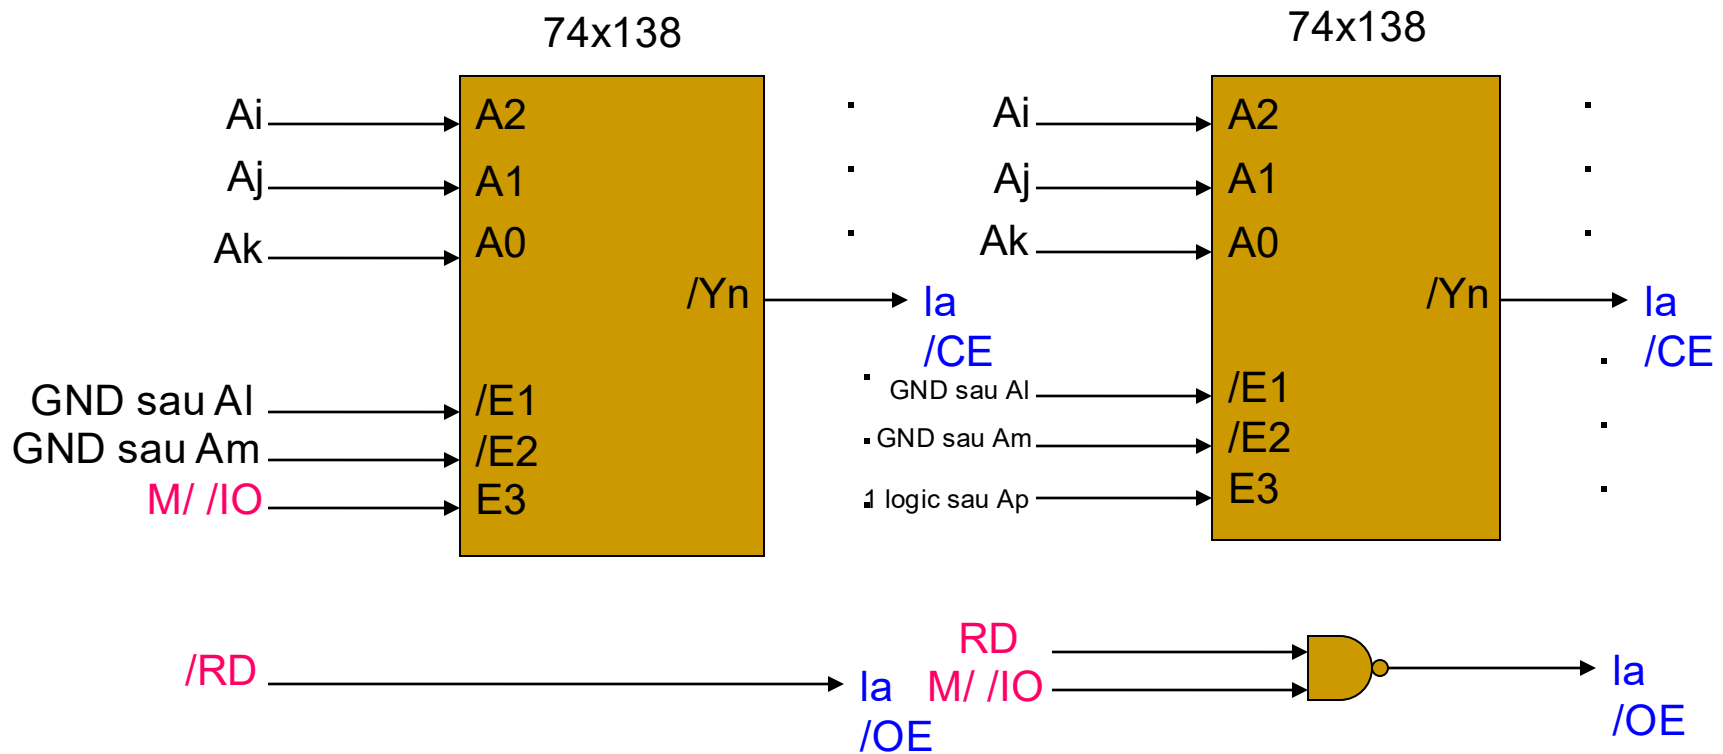 74x138
Ai
A2
Aj
A1
Ak
A0
/Yn
la
/CE
GND sau Al
/E1
GND sau Am
/E2
M/ /IO
E3
/RD
la
/OE
74x138
Ai
A2
Aj
A1
Ak
A0
/Yn
la
/CE
GND sau Al
/E1
GND sau Am
/E2
1 logic sau Ap
E3
RD
M/ /IO
la
/OE